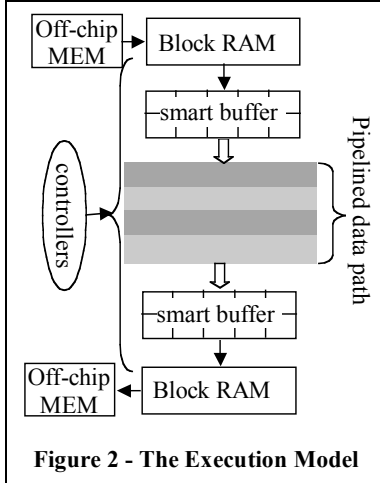 Off-chip
MEM
Block RAM
smart buffer
controllers
Pipelined data path
smart buffer
Off-chip
MEM
Block RAM
Figure 2 - The Execution Model